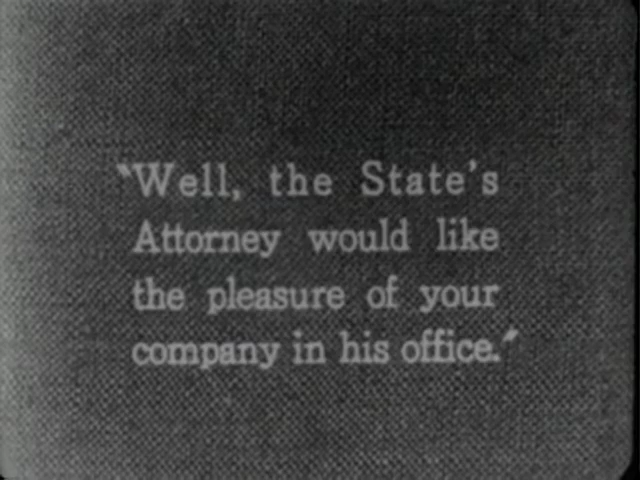 "Well, the State's
Attorney would like
the pleasure of your
company in his office."